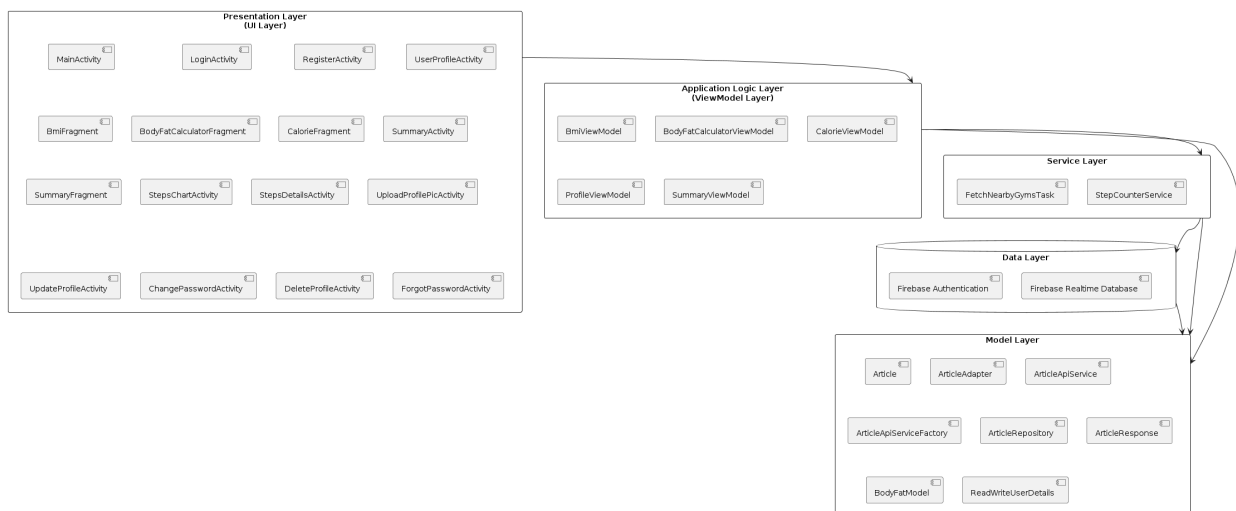 Presentation Layer
(UI Layer)
MainActivity
LoginActivity
RegisterActivity
UserProfileActivity
BmiFragment
BodyFatCalculatorFragment
CalorieFragment
SummaryActivity
SummaryFragment
StepsChartActivity
StepsDetailsActivity
UploadProfilePicActivity
UpdateProfileActivity
ChangePasswordActivity
DeleteProfileActivity
ForgotPasswordActivity
Application Logic Layer
(ViewModel Layer)
BmiViewModel
BodyFatCalculatorViewModel
CalorieViewModel
ProfileViewModel
SummaryViewModel
Service Layer
FetchNearbyGymsTask
StepCounterService
Data Layer
Firebase Authentication
Firebase Realtime Database
Model Layer
Article
ArticleAdapter
ArticleApiService
ArticleApiServiceFactory
ArticleRepository
ArticleResponse
BodyFatModel
ReadWriteUserDetails